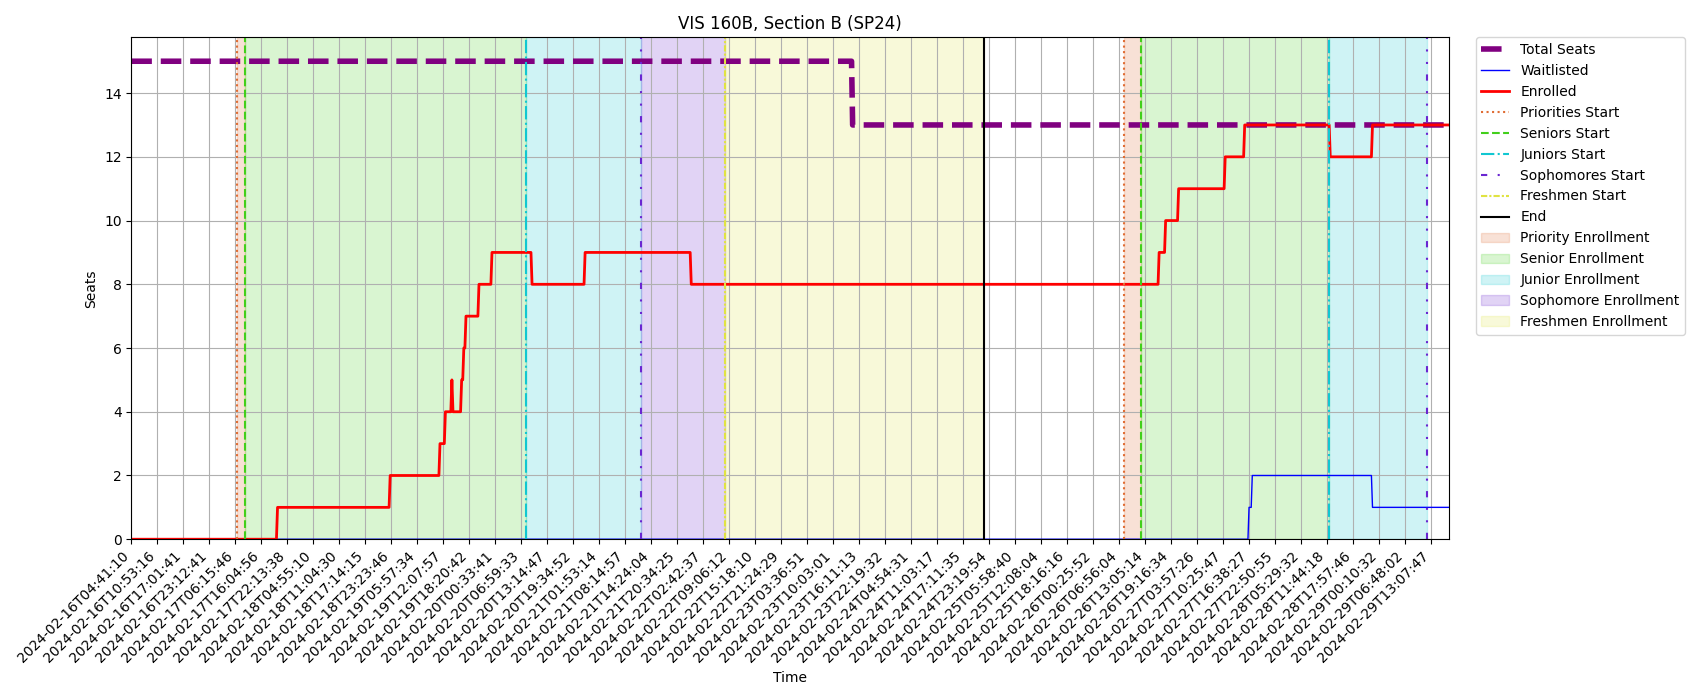 VIS 160B, Section B (SP24)
Seats
14
12
10
8
6
4
2
0
2024-02-16T04:41:10
2024-02-16T10:53:16
2024-02-16T17:01:41
2024-02-16T23:12:41
2024-02-17T06:15:46
2024-02-17T16:04:56
2024-02-17T22:13:38
2024-02-18T04:55:10
2024-02-18T11:04:30
2024-02-18T17:14:15
2024-02-18T23:23:46
2024-02-19T05:57:34
2024-02-19T12:07:57
2024-02-19T18:20:42
2024-02-20T00:33:41
2024-02-20T06:59:33
2024-02-20T13:14:47
2024-02-20T19:34:52
2024-02-21T01:53:14
2024-02-21T08:14:57
2024-02-21T14:24:04
2024-02-21T20:34:25
2024-02-22T02:42:37
2024-02-22T09:06:12
2024-02-22T15:18:10
2024-02-22T21:24:29
2024-02-23T03:36:51
2024-02-23T10:03:01
2024-02-23T16:11:13
2024-02-23T22:19:32
2024-02-24T04:54:31
2024-02-24T11:03:17
2024-02-24T17:11:35
2024-02-24T23:19:54
2024-02-25T05:58:40
2024-02-25T12:08:04
2024-02-25T18:16:16
2024-02-26T00:25:52
2024-02-26T06:56:04
2024-02-26T13:05:14
2024-02-26T19:16:34
2024-02-27T03:57:26
2024-02-27T10:25:47
2024-02-27T16:38:27
2024-02-27T22:50:55
2024-02-28T05:29:32
2024-02-28T11:44:18
2024-02-28T17:57:46
2024-02-29T00:10:32
2024-02-29T06:48:02
2024-02-29T13:07:47
Time
Total Seats
Waitlisted
Enrolled
Priorities Start
Seniors Start
Juniors Start
Sophomores Start
Freshmen Start
End
Priority Enrollment
Senior Enrollment
Junior Enrollment
Sophomore Enrollment
Freshmen Enrollment